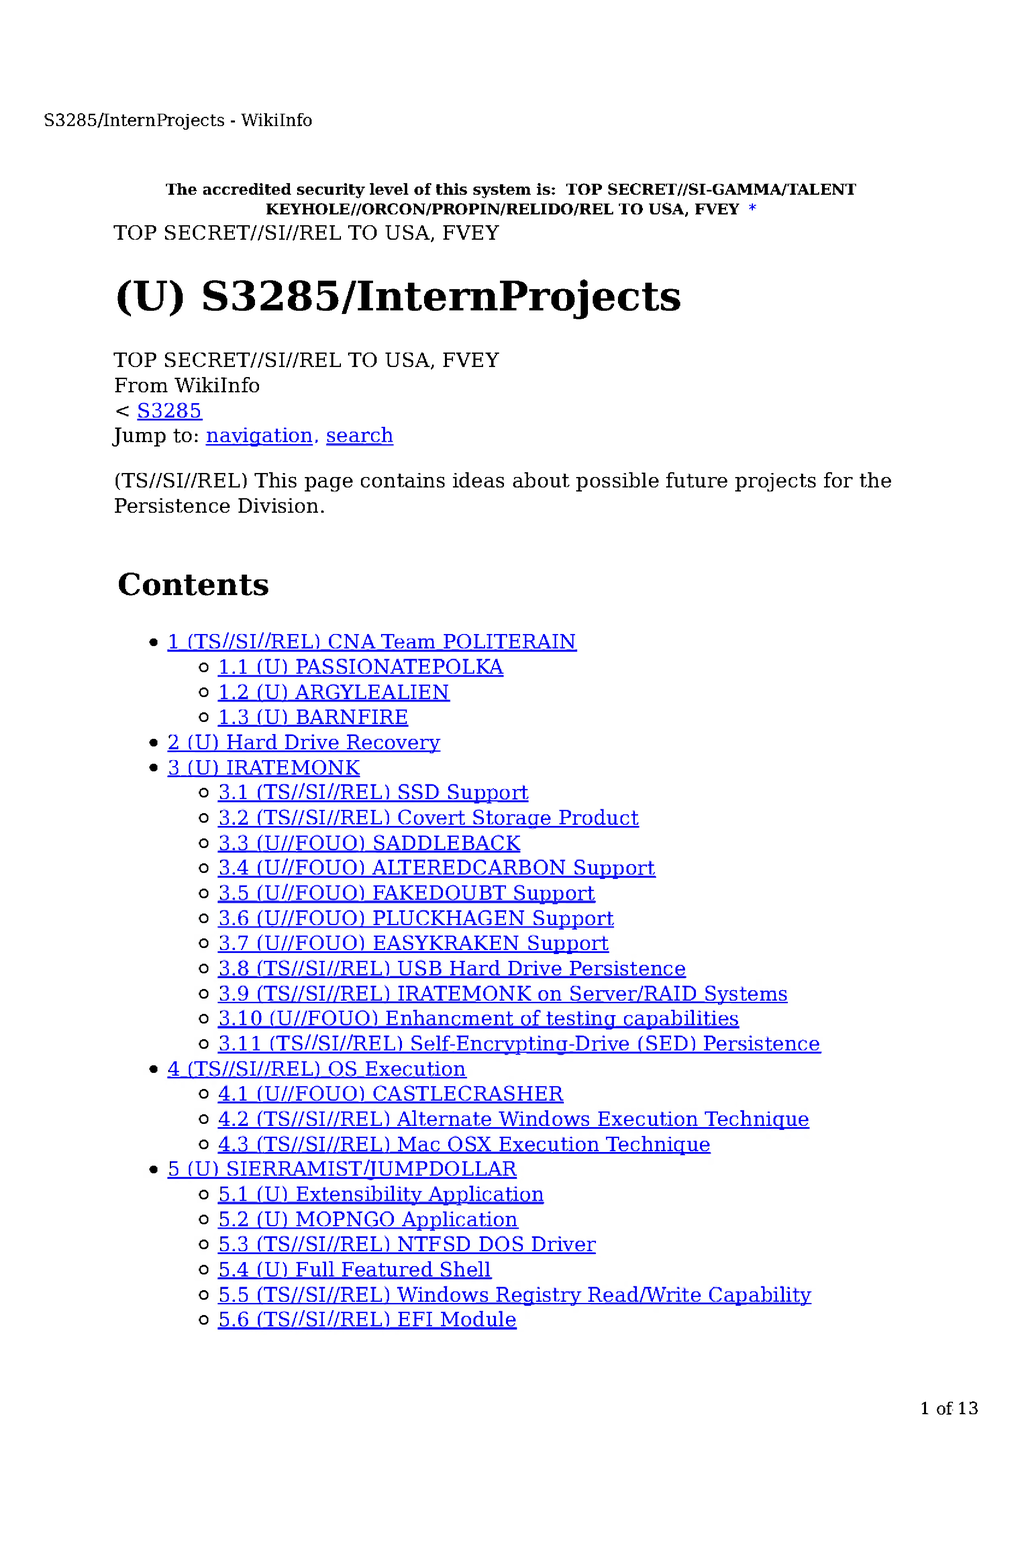 S3285/InternProjects - WikiInfo
The accredited security level of this system is: TOP SECRET//SI-GAMMA/TALENT
KEYHOLE//ORCON/PROPIN/RELIDO/REL TO USA, FVEY *
TOP SECRET//SI//REL TO USA, FVEY
(U) S3285/InternProjects
TOP SECRET//SI//REL TO USA, FVEY
From WikiInfo
< S3285
Jump to: navigation, search
(TS//SI//REL) This page contains ideas about possible future projects for the
Persistence Division.
Contents
• 1 (TS//SI//REL) CNA Team POLITERAIN
○ 1.1 (U) PASSIONATEPOLKA
○ 1.2 (U) ARGYLEALIEN
○ 1.3 (U) BARNFIRE
• 2 (U) Hard Drive Recovery
• 3 (U) IRATEMONK
○ 3.1 (TS//SI//REL) SSD Support
○ 3.2 (TS//SI//REL) Covert Storage Product
○ 3.3 (U//FOUO) SADDLEBACK
○ 3.4 (U//FOUO) ALTEREDCARBON Support
○ 3.5 (U//FOUO) FAKEDOUBT Support
○ 3.6 (U//FOUO) PLUCKHAGEN Support
○ 3.7 (U//FOUO) EASYKRAKEN Support
○ 3.8 (TS//SI//REL) USB Hard Drive Persistence
○ 3.9 (TS//SI//REL) IRATEMONK on Server/RAID Systems
○ 3.10 (U//FOUO) Enhancment of testing capabilities
○ 3.11 (TS//SI//REL) Self-Encrypting-Drive (SED) Persistence
• 4 (TS//SI//REL) OS Execution
○ 4.1 (U//FOUO) CASTLECRASHER
○ 4.2 (TS//SI//REL) Alternate Windows Execution Technique
○ 4.3 (TS//SI//REL) Mac OSX Execution Technique
• 5 (U) SIERRAMIST/JUMPDOLLAR
○ 5.1 (U) Extensibility Application
○ 5.2 (U) MOPNGO Application
○ 5.3 (TS//SI//REL) NTFSD DOS Driver
○ 5.4 (U) Full Featured Shell
○ 5.5 (TS//SI//REL) Windows Registry Read/Write Capability
○ 5.6 (TS//SI//REL) EFI Module
1 of 13